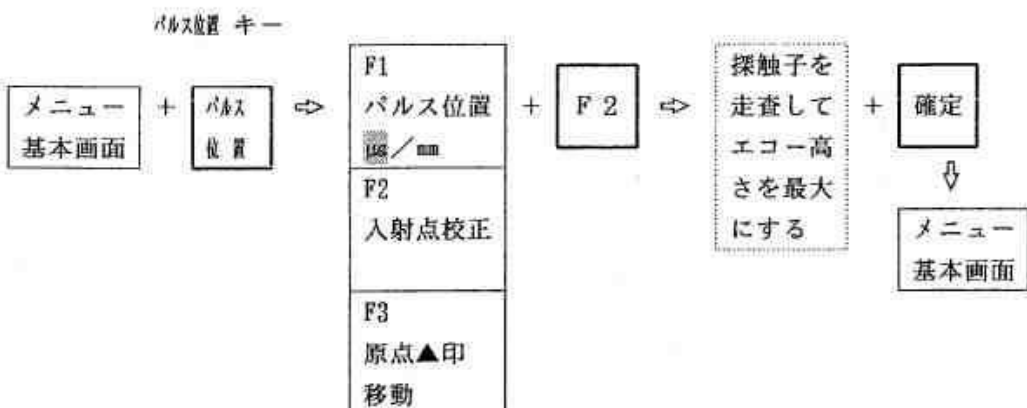 パルス位置 キー
メニュー
基本画面
+
パルス
位置
⇨
F1
パルス位置
μs/mm
F2
入射点校正
F3
原点▲印
移動
+
F2
⇨
探触子を
走査して
エコー高
さを最大
にする
+
確定
⇩
メニュー
基本画面